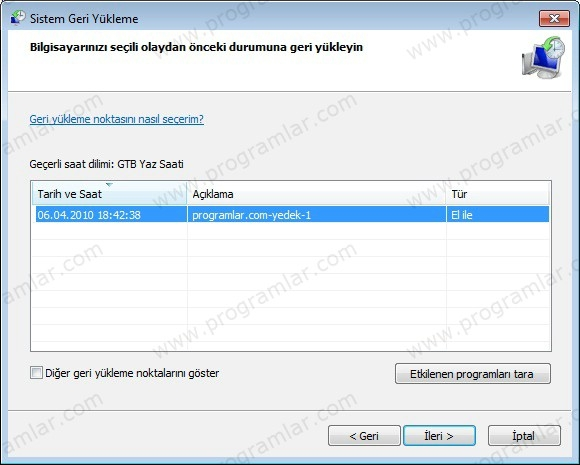 Sistem Geri Yükleme
Bilgisayarınızı seçili olaydan önceki durumuna geri yükleyin
Geri yükleme noktasını nasıl seçerim?
Geçerli saat dilimi: GTB Yaz Saati
Tarih ve Saat Açıklama Tür
06.04.2010 18:42:38 programlar.com-yedek-1 El ile
Diğer geri yükleme noktalarını göster
Etkilenen programları tara
< Geri
İleri >
İptal
www.programlar.com